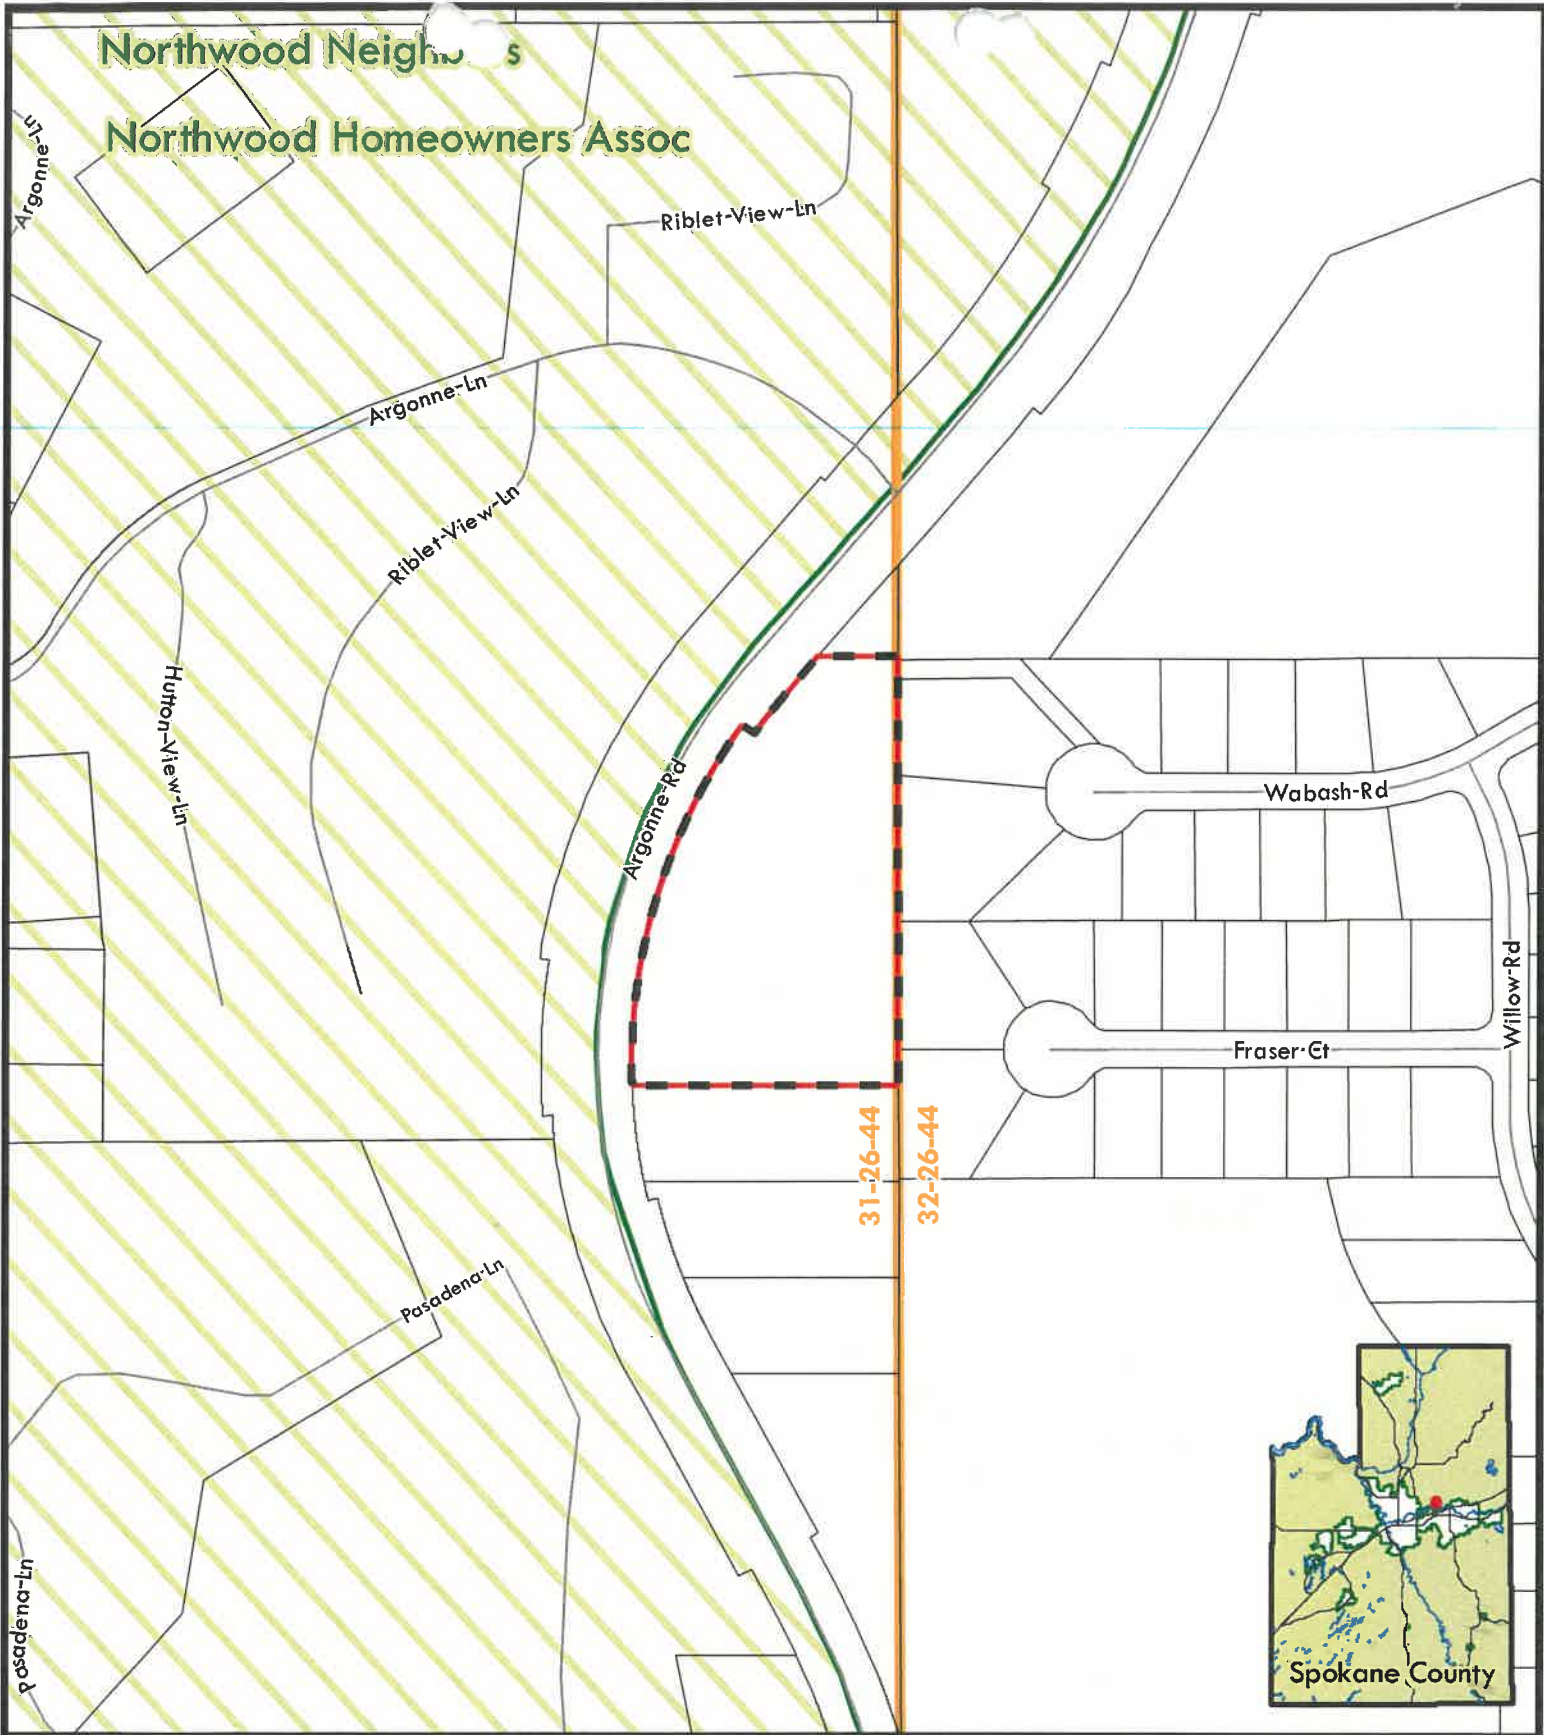 Northwood
Northwood Homeowners Assoc
Argonne-Ln
Riblet-View-Ln
Argonne-Ln
Riblet-View-Ln
Hutton-View-Ln
Argonne-Rd
Wabash-Rd
Willow-Rd
Fraser-Ct
31-26-44
32-26-44
Pasadena-Ln
Pasadena-Ln
Spokane County